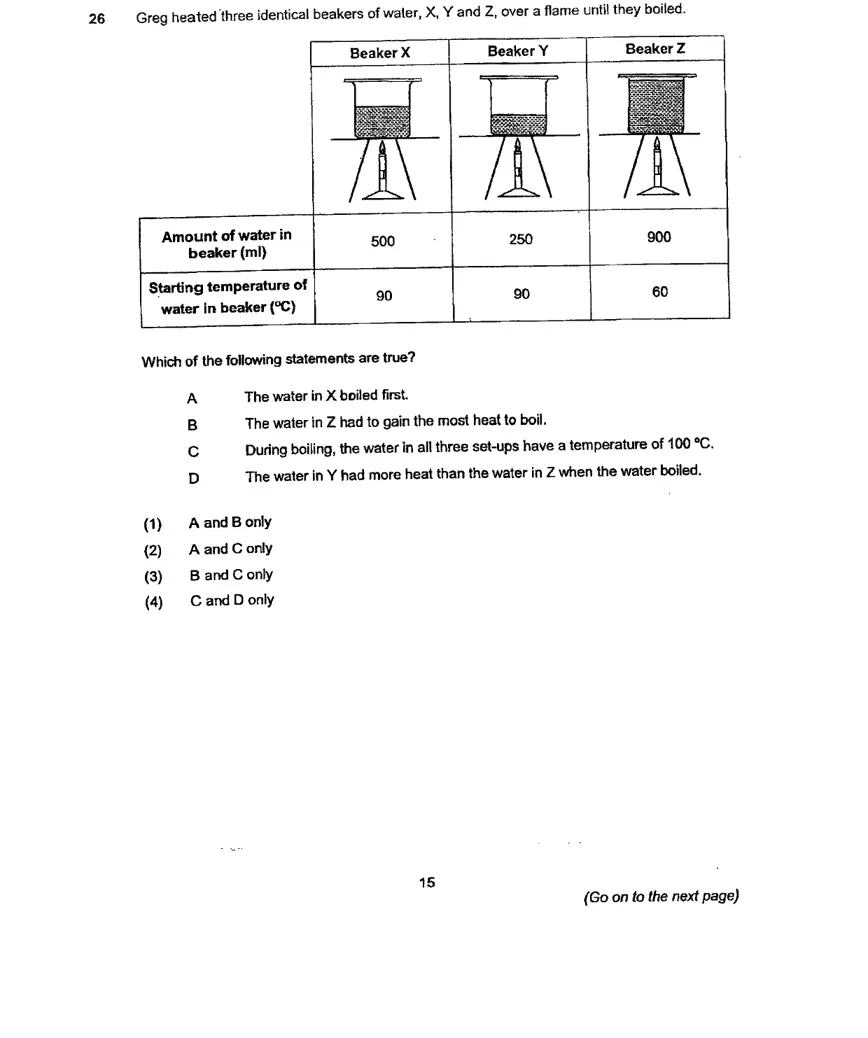 26 Greg heated three identical beakers of water, X, Y and Z, over a flame until they boiled.
Beaker X Beaker Y Beaker Z
Amount of water in beaker (ml) 500 250 900
Starting temperature of water in beaker (°C) 90 90 60
Which of the following statements are true?
A The water in X boiled first.
B The water in Z had to gain the most heat to boil.
C During boiling, the water in all three set-ups have a temperature of 100 °C.
D The water in Y had more heat than the water in Z when the water boiled.
(1) A and B only
(2) A and C only
(3) B and C only
(4) C and D only
15
(Go on to the next page)